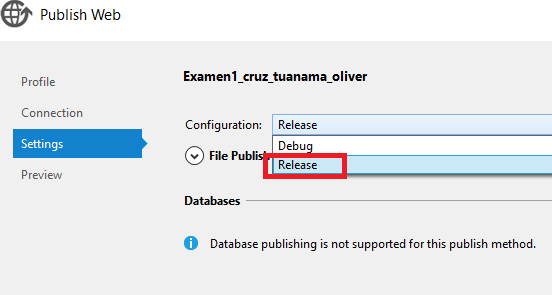 Publish Web
Profile
Connection
Settings
Preview
Examen1_cruz_tuanama_oliver
Configuration: Release
Debug
File Publish
Release
Databases
Database publishing is not supported for this publish method.